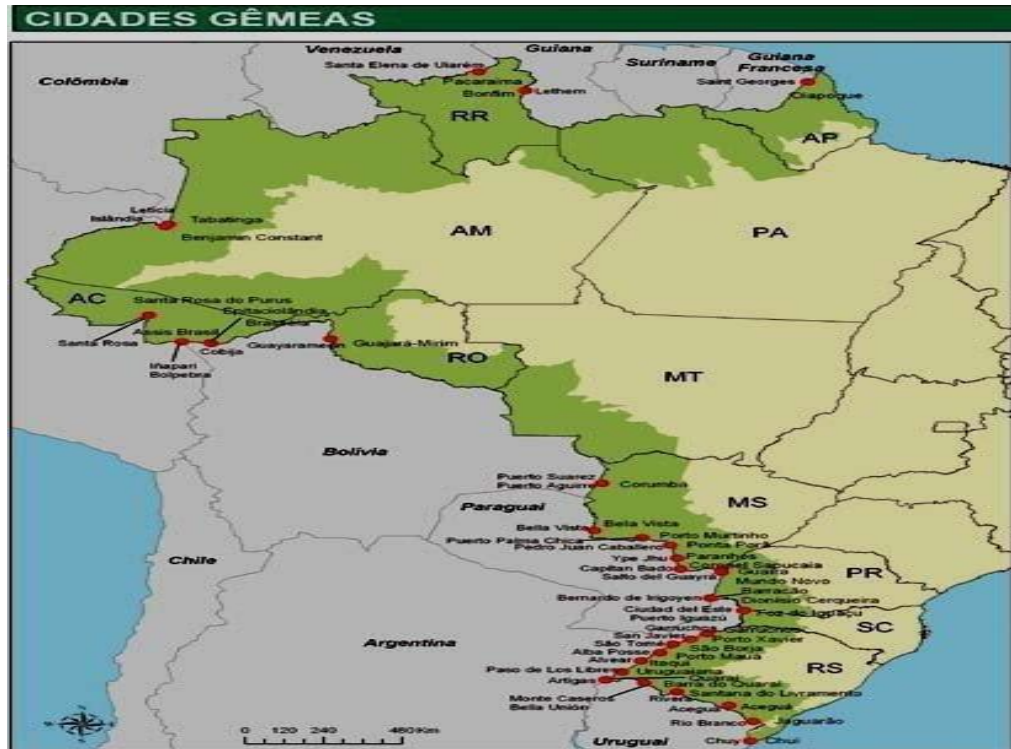 CIDADES GÊMEAS
Venezuela
Guiana
Suriname
Guiana
Francesa
Colômbia
Santa Elena de Uiarém
Pacaraima
Bonfim
Lethem
Saint Georges
Oiapoque
RR
AP
Letícia
Islândia
Tabatinga
Benjamin Constant
AM
PA
AC
Santa Rosa do Purus
Epitaciolândia
Brasiléia
Assis Brasil
Santa Rosa
Cobija
Guayaramerin
Guajará-Mirim
Iñapari
Bolpebra
RO
MT
Bolívia
Puerto Suarez
Puerto Aguirre
Corumbá
MS
Paraguai
Bella Vista
Bela Vista
Puerto Palma Chica
Porto Murtinho
Pedro Juan Caballero
Ponta Porã
Ype Jhu
Paranhos
Capitan Bado
Coronel Sapucaia
Salto del Guayrá
Guaíra
Mundo Novo
Barracão
PR
Chile
Bernardo de Irigoyen
Dionísio Cerqueira
Ciudad del Este
Foz do Iguaçu
Puerto Iguazú
SC
Garruchos
Garruchos
San Javier
Porto Xavier
São Tomé
São Borja
Alba Posse
Porto Mauá
Alvear
Itaqui
RS
Argentina
Paso de Los Libres
Uruguaiana
Artigas
Quaraí
Barra do Quaraí
Monte Caseros
Bella Unión
Rivera
Santana do Livramento
Aceguá
Aceguá
Rio Branco
Jaguarão
Uruguai
Chuy
Chuí
0 120 240 480 Km